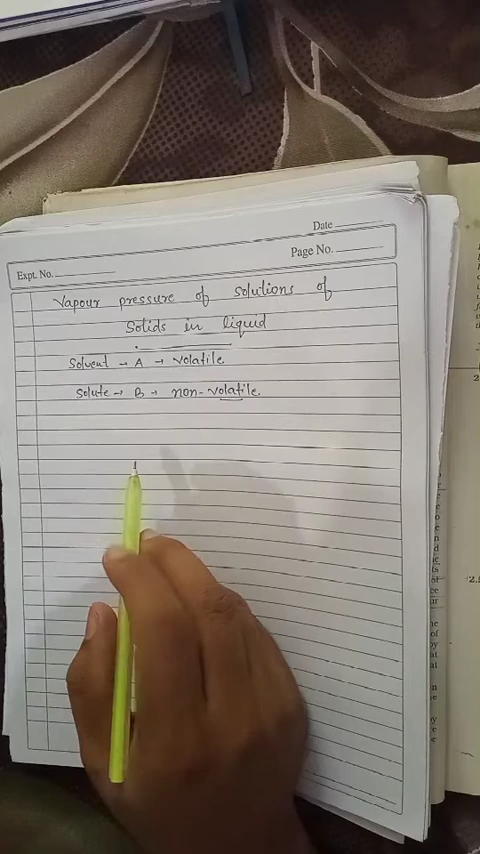 Date
Page No.
Expt. No.
Vapour pressure of solutions of
Solids in liquid
Solvent → A → volatile
Solute → B → non-volatile.